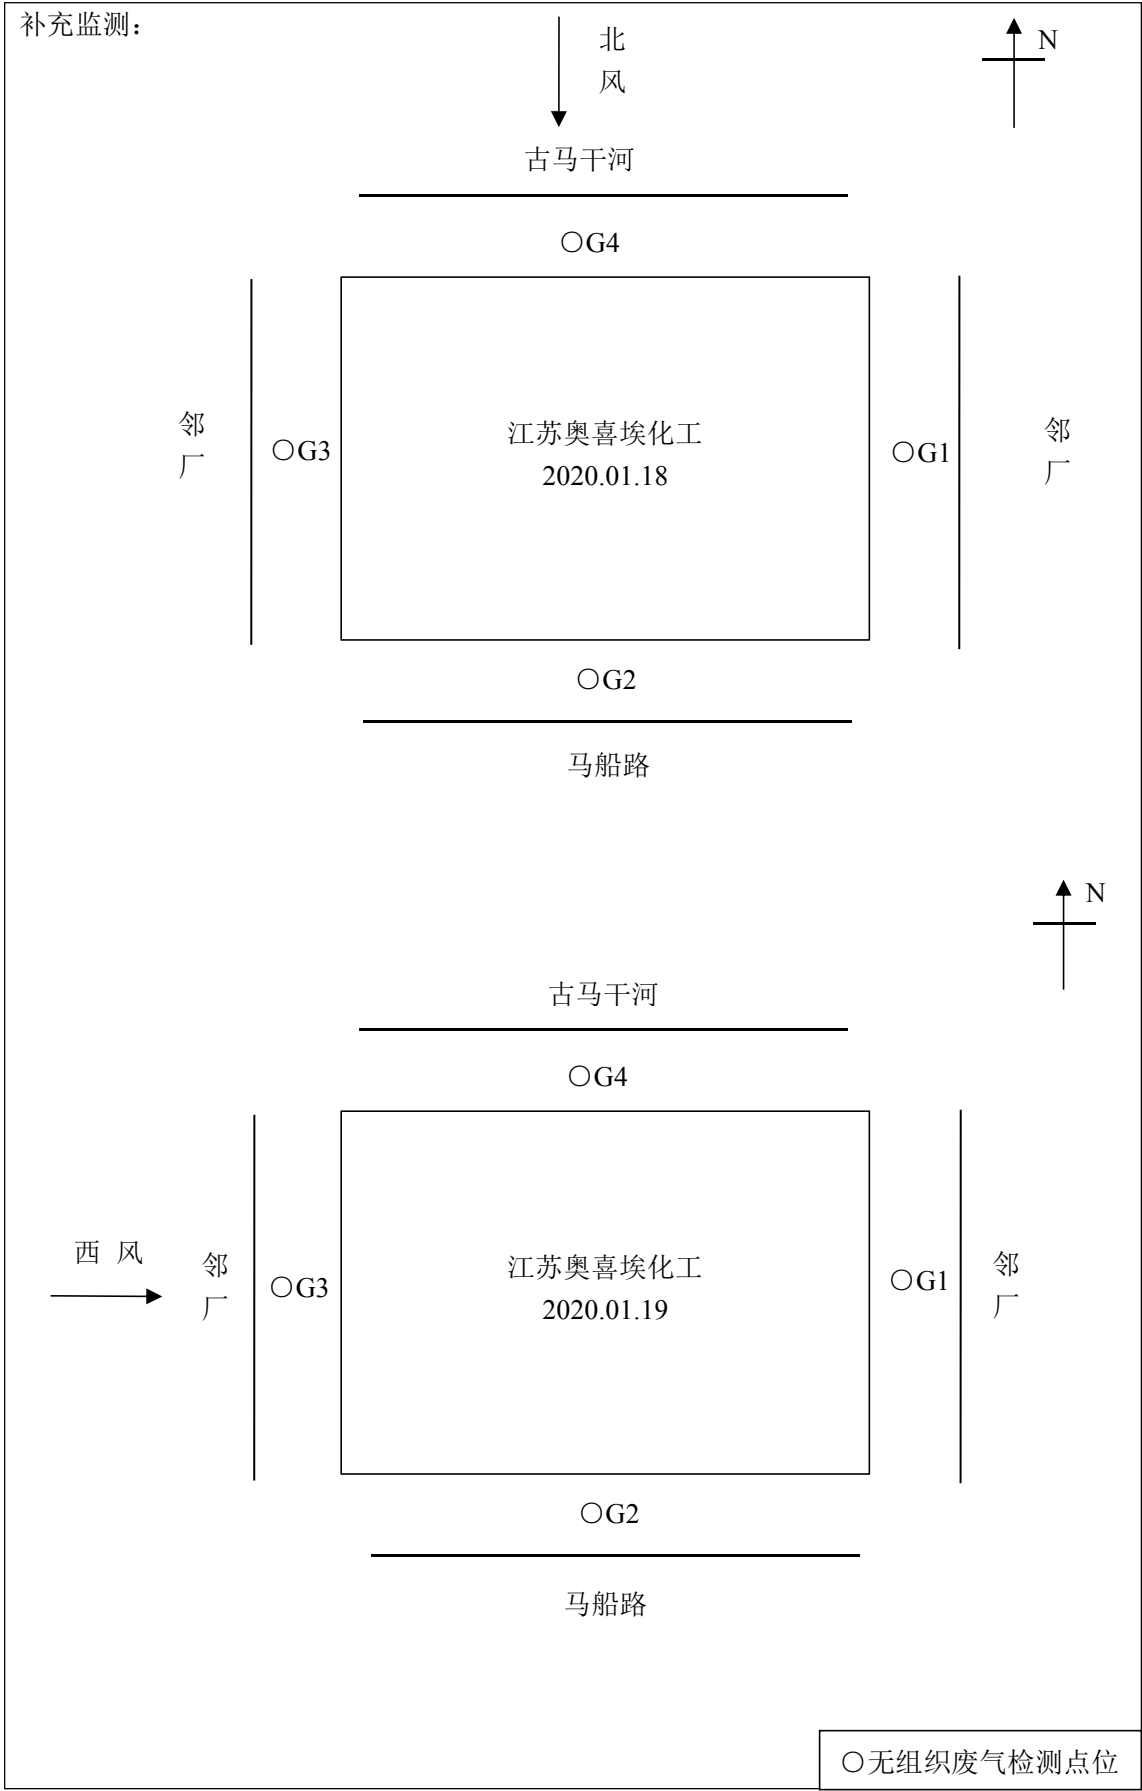 补充监测：
北
风
N
古马干河
○G4
邻
厂
○G3
江苏奥喜埃化工
2020.01.18
○G1
邻
厂
○G2
马船路
N
古马干河
○G4
西 风
邻
厂
○G3
江苏奥喜埃化工
2020.01.19
○G1
邻
厂
○G2
马船路
○无组织废气检测点位